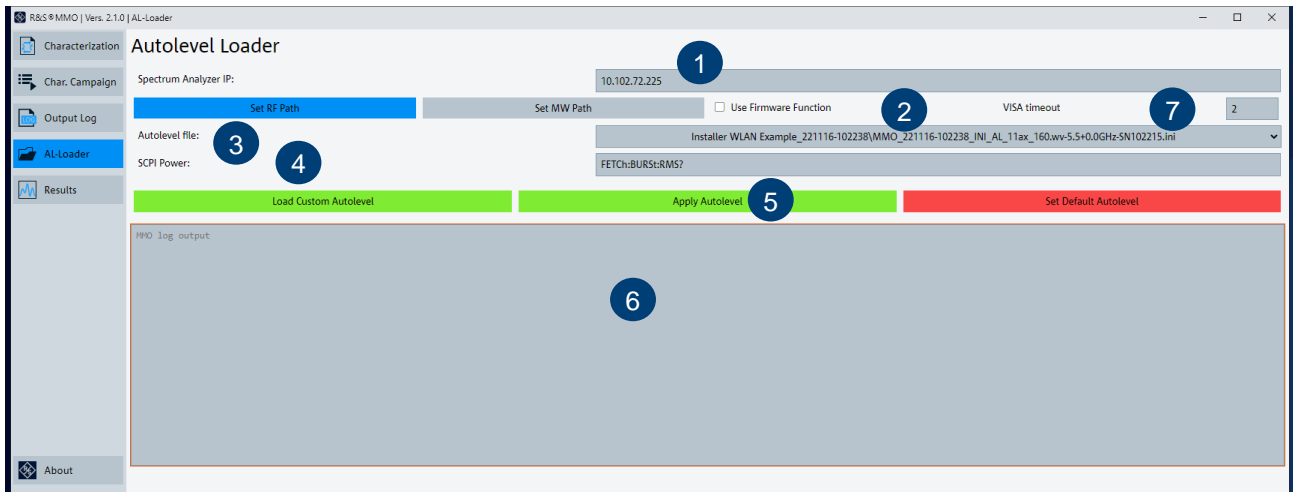 R&S®MMO | Vers. 2.1.0 | AL-Loader
Characterization
Char. Campaign
Output Log
AL-Loader
Results
About
Autolevel Loader
1
Spectrum Analyzer IP: 10.102.72.225
Set RF Path Set MW Path Use Firmware Function 2 VISA timeout 7 2
Autolevel file: 3 Installer WLAN Example_221116-102238\MMO_221116-102238_INI_AL_11ax_160.wv-5.5+0.0GHz-SN102215.ini
SCPI Power: 4 FETCh:BURSt:RMS?
Load Custom Autolevel Apply Autolevel 5 Set Default Autolevel
MMO log output
6